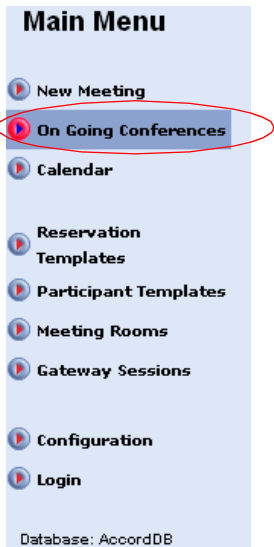 Main Menu
New Meeting
On Going Conferences
Calendar
Reservation
Templates
Participant Templates
Meeting Rooms
Gateway Sessions
Configuration
Login
Database: AccordDB